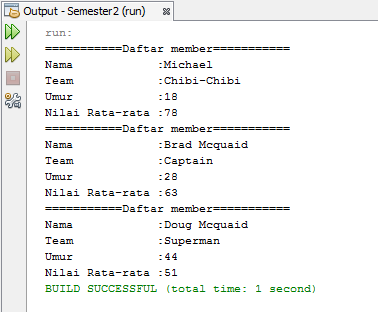 Output - Semester2 (run)
run:
===========Daftar member===========
Nama            :Michael
Team            :Chibi-Chibi
Umur            :18
Nilai Rata-rata :78
===========Daftar member===========
Nama            :Brad Mcquaid
Team            :Captain
Umur            :28
Nilai Rata-rata :63
===========Daftar member===========
Nama            :Doug Mcquaid
Team            :Superman
Umur            :44
Nilai Rata-rata :51
BUILD SUCCESSFUL (total time: 1 second)